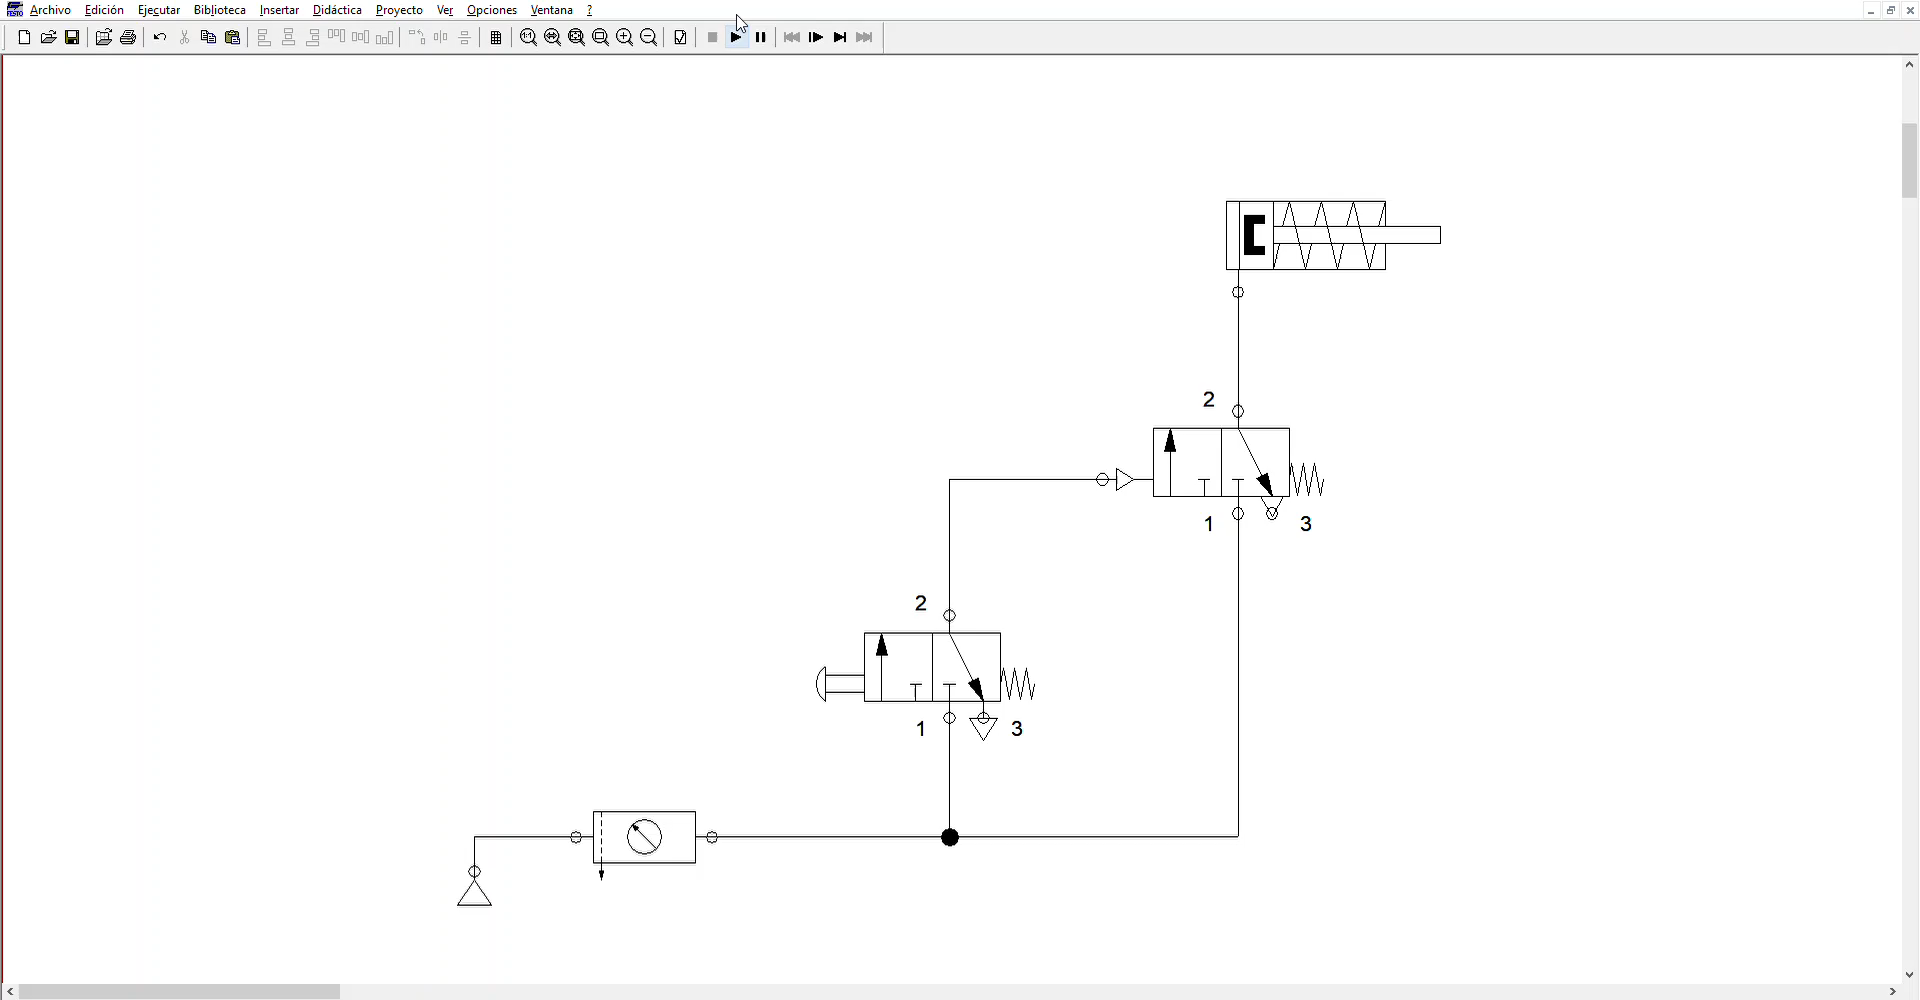 Archivo Edición Ejecutar Biblioteca Insertar Didáctica Proyecto Ver Opciones Ventana ?
2
1 3
2
1 3